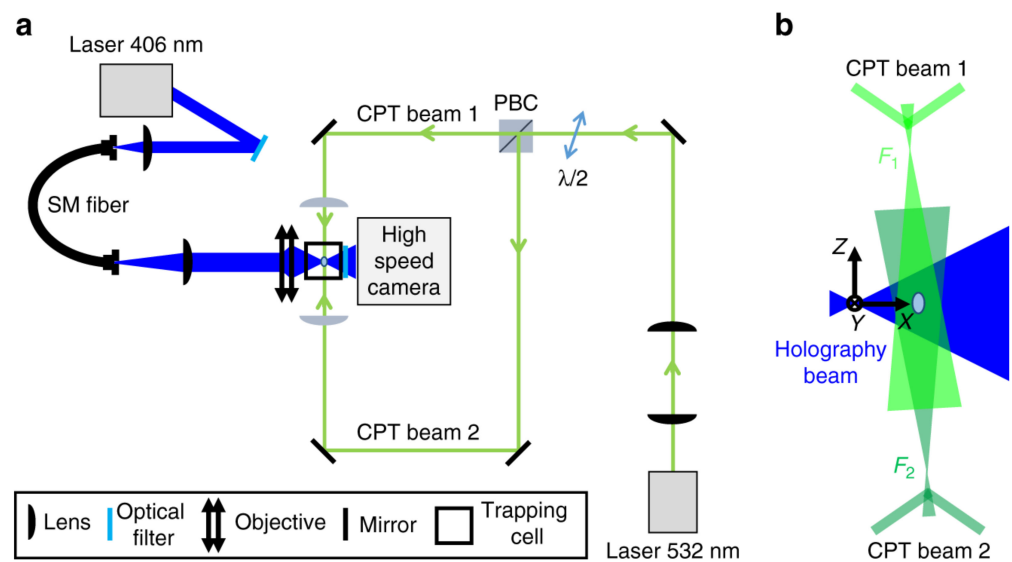 a
Laser 406 nm
SM fiber
CPT beam 1
PBC
λ/2
High
speed
camera
CPT beam 2
Laser 532 nm
Lens
Optical
filter
Objective
Mirror
Trapping
cell
b
CPT beam 1
F1
Z
Y
X
Holography
beam
F2
CPT beam 2